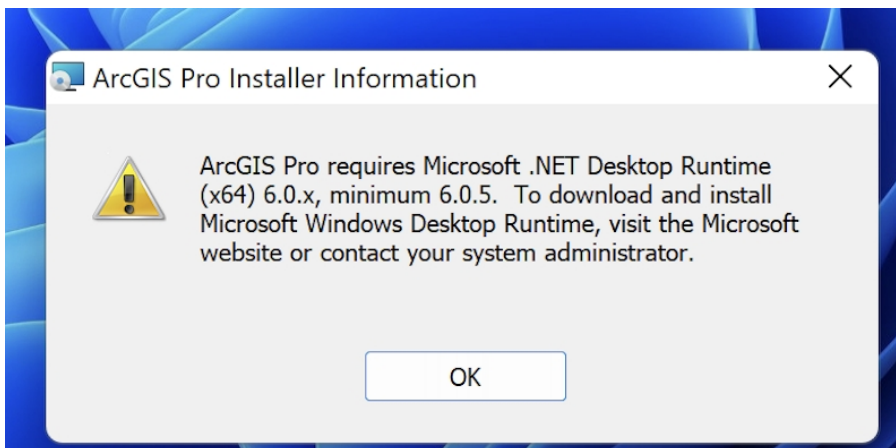 ArcGIS Pro Installer Information
ArcGIS Pro requires Microsoft .NET Desktop Runtime
(x64) 6.0.x, minimum 6.0.5.  To download and install
Microsoft Windows Desktop Runtime, visit the Microsoft
website or contact your system administrator.
OK